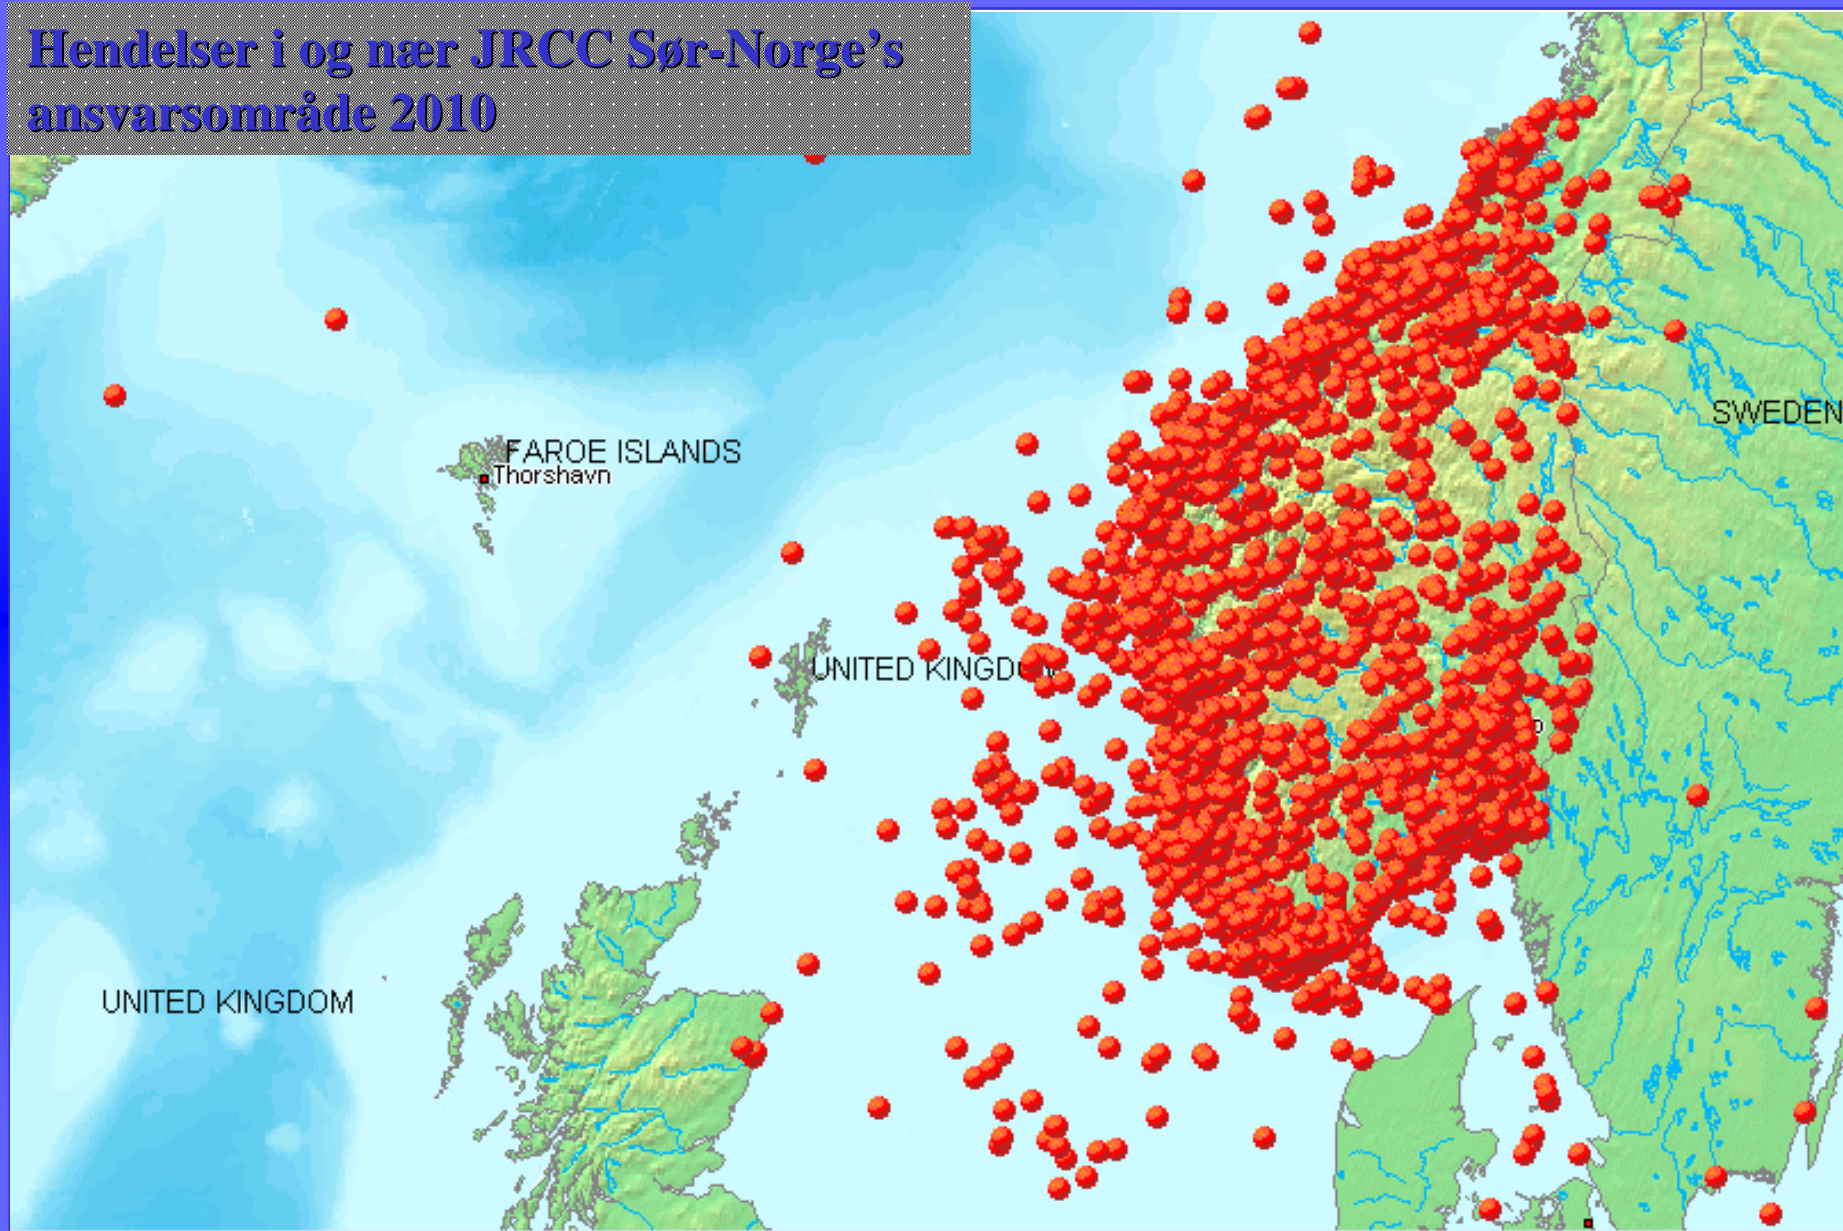 Hendelser i og nær JRCC Sør-Norge’s
ansvarsområde 2010
SWEDEN
FAROE ISLANDS
Thorshavn
UNITED KINGDOM
UNITED KINGDOM